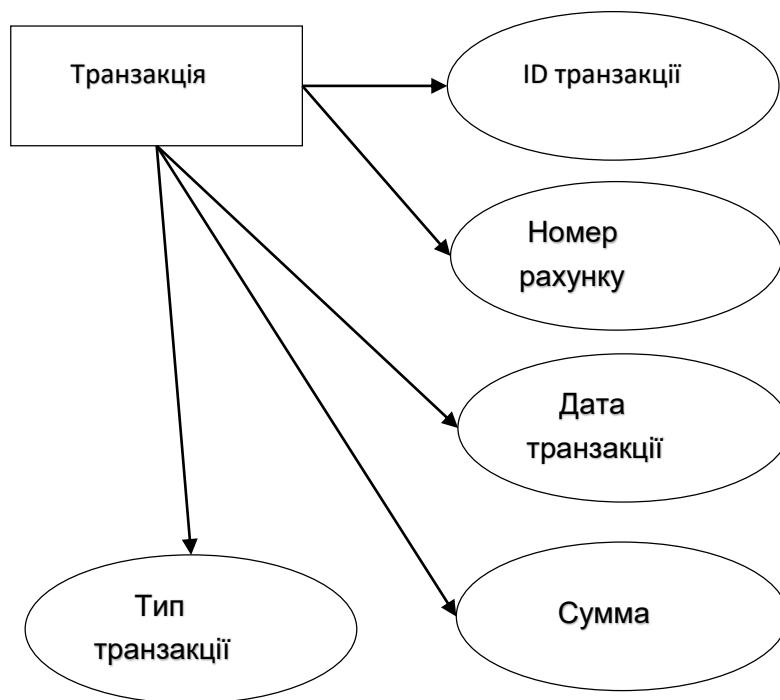 Транзакція
ID транзакції
Номер
рахунку
Дата
транзакції
Тип
транзакції
Сумма